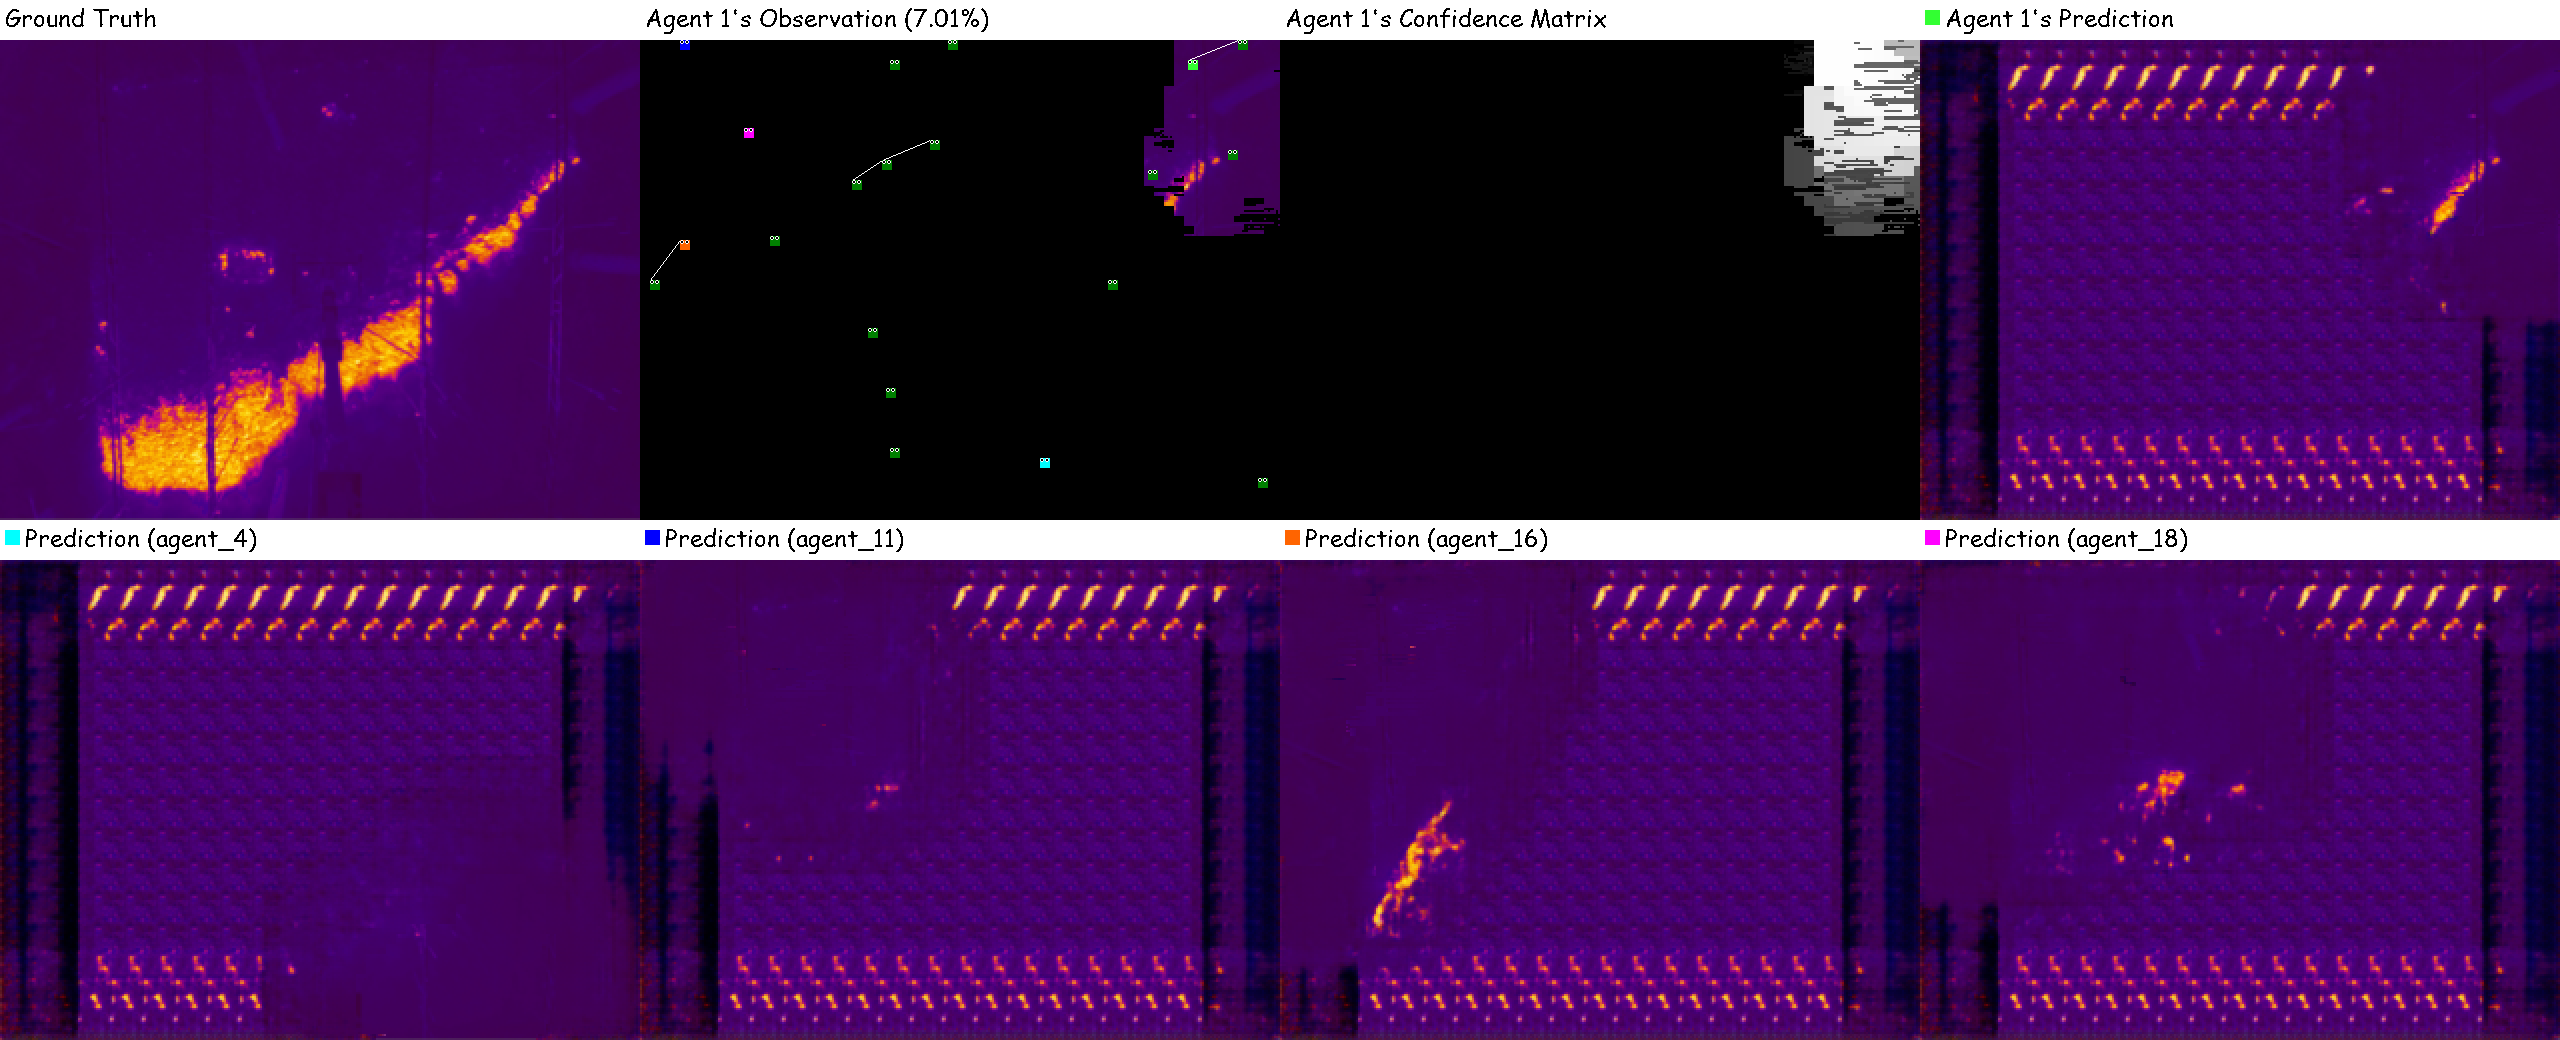 Ground Truth
Agent 1's Observation (7.01%)
Agent 1's Confidence Matrix
Agent 1's Prediction
Prediction (agent_4)
Prediction (agent_11)
Prediction (agent_16)
Prediction (agent_18)